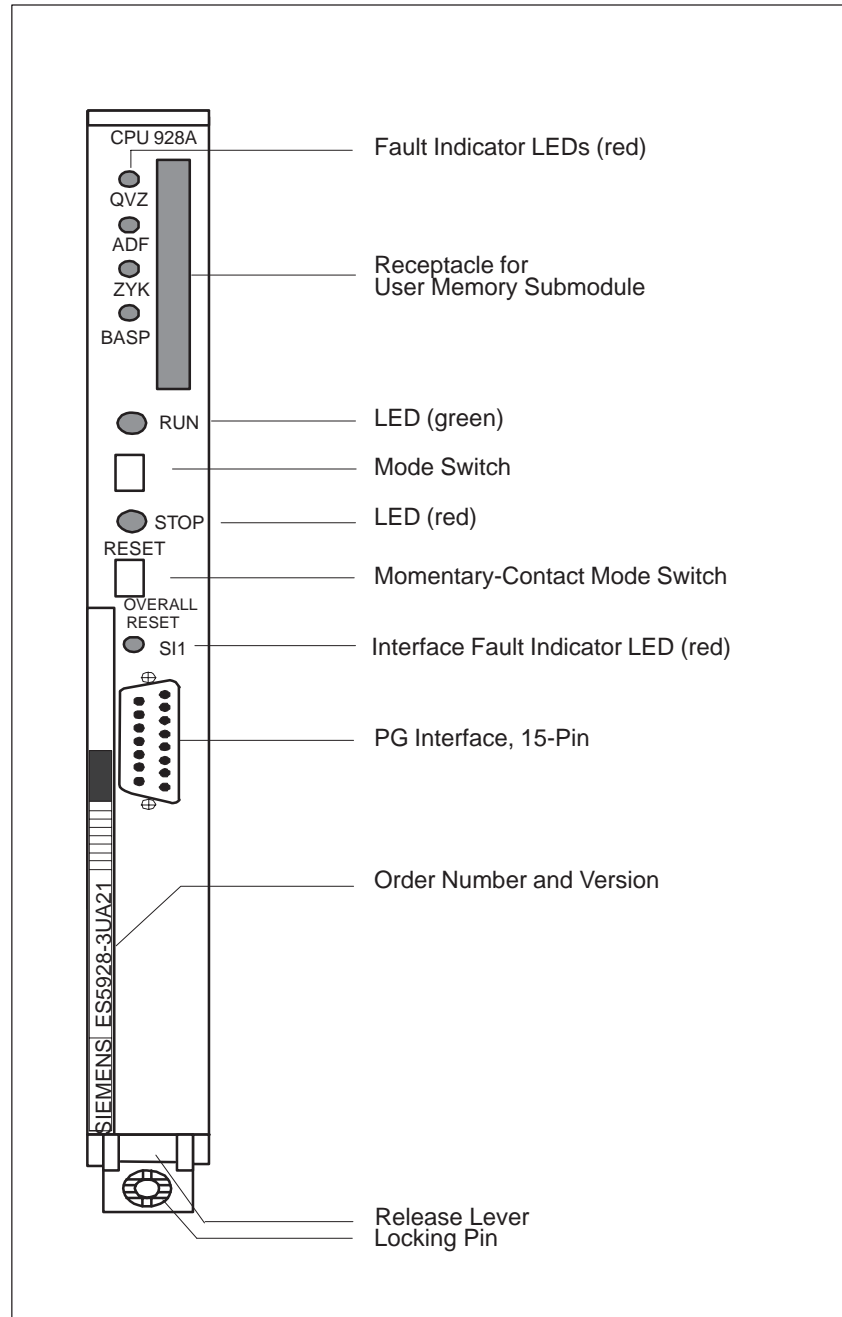 CPU 928A
Fault Indicator LEDs (red)
QVZ
ADF
ZYK
BASP
Receptacle for
User Memory Submodule
RUN
LED (green)
Mode Switch
STOP
LED (red)
RESET
Momentary-Contact Mode Switch
OVERALL
RESET
SI1
Interface Fault Indicator LED (red)
PG Interface, 15-Pin
Order Number and Version
SIEMENS ES5928-3UA21
Release Lever
Locking Pin